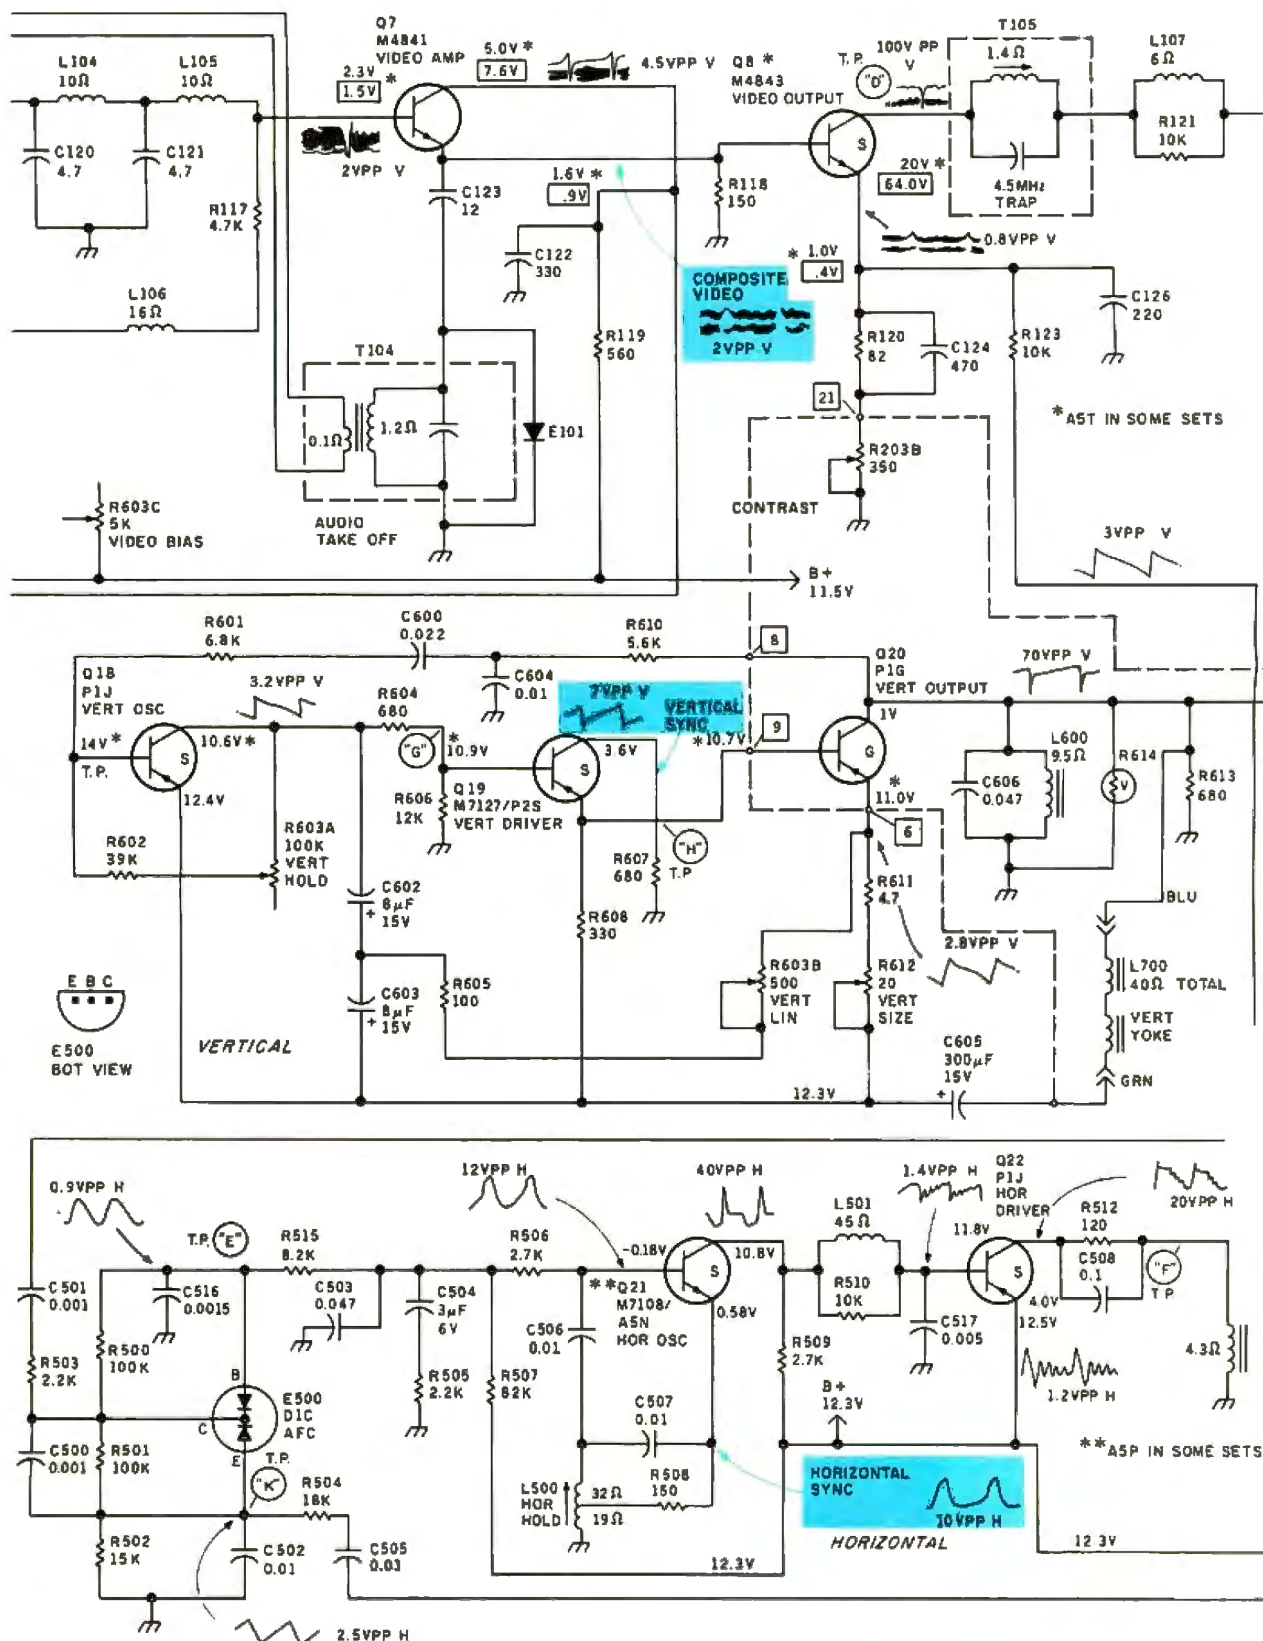 Q7
M4841
VIDEO AMP
5.0V *
7.6V
4.5VPP V
2.3V *
1.5V
2VPP V
L104
10Ω
L105
10Ω
C120
4.7
C121
4.7
R117
4.7K
L106
16Ω
C123
12
1.6V *
.9V
C122
330
R118
150
R119
560
Q8 *
M4843
VIDEO OUTPUT
T.P.
"D"
100V PP
V
S
20V *
64.0V
T105
1.4Ω
4.5MHz
TRAP
L107
6Ω
R121
10K
0.8VPP V
* 1.0V
.4V
COMPOSITE
VIDEO
2VPP V
R120
82
C124
470
R123
10K
C126
220
*A5T IN SOME SETS
21
R203B
350
CONTRAST
T104
0.1Ω
1.2Ω
E101
AUDIO
TAKE OFF
R603C
5K
VIDEO BIAS
B+
11.5V
3VPP V
R601
6.8K
C600
0.022
R610
5.6K
8
C604
0.01
Q18
P1J
VERT OSC
3.2VPP V
14V*
T.P.
10.6V*
S
12.4V
R604
680
"G"
*
10.9V
R606
12K
Q19
M7127/P2S
VERT DRIVER
7VPP V
VERTICAL
SYNC
3.6V
S
*10.7V
9
"H"
T.P
R607
680
R608
330
Q20
P1G
VERT OUTPUT
1V
G
*
11.0V
6
70VPP V
C606
0.047
L600
9.5Ω
R614
V
R613
680
R602
39K
R603A
100K
VERT
HOLD
C602
8µF
15V
+
C603
8µF
15V
+
R605
100
R603B
500
VERT
LIN
R611
4.7
R612
20
VERT
SIZE
2.8VPP V
BLU
L700
40Ω TOTAL
VERT
YOKE
GRN
E B C
E500
BOT VIEW
VERTICAL
C605
300µF
15V
+
12.3V
0.9VPP H
T.P. "E"
R515
8.2K
C501
0.001
C516
0.0015
C503
0.047
C504
3µF
6V
R503
2.2K
R500
100K
B
E500
D1C
AFC
C
E
R505
2.2K
R507
82K
C500
0.001
R501
100K
T.P.
"K"
R504
18K
R502
15K
C502
0.01
C505
0.03
2.5VPP H
12VPP H
R506
2.7K
-0.18V
**Q21
M7108/
A5N
HOR OSC
40VPP H
10.8V
S
0.58V
C506
0.01
C507
0.01
L500
HOR
HOLD
32Ω
19Ω
R508
150
R509
2.7K
L501
45Ω
R510
10K
1.4VPP H
C517
0.005
Q22
P1J
HOR
DRIVER
11.8V
S
4.0V
12.5V
R512
120
C508
0.1
20VPP H
"F"
T.P
4.3Ω
1.2VPP H
B+
12.3V
**A5P IN SOME SETS
HORIZONTAL
SYNC
10VPP H
HORIZONTAL
12.3V
12.3V